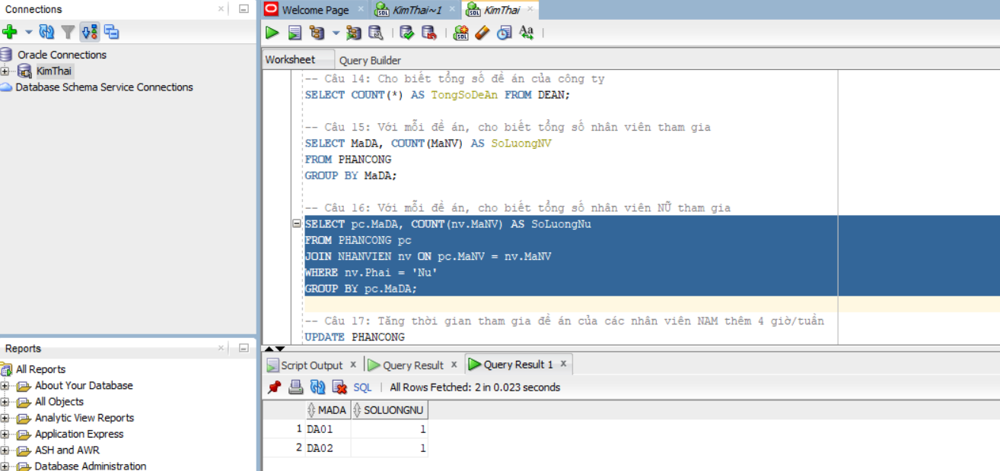 Connections
Welcome Page
KimThai~1
KimThai
Worksheet
Query Builder
Oracle Connections
KimThai
Database Schema Service Connections
-- Câu 14: Cho biết tổng số đề án của công ty
SELECT COUNT(*) AS TongSoDeAn FROM DEAN;
-- Câu 15: Với mỗi đề án, cho biết tổng số nhân viên tham gia
SELECT MaDA, COUNT(MaNV) AS SoLuongNV
FROM PHANCONG
GROUP BY MaDA;
-- Câu 16: Với mỗi đề án, cho biết tổng số nhân viên NỮ tham gia
SELECT pc.MaDA, COUNT(nv.MaNV) AS SoLuongNu
FROM PHANCONG pc
JOIN NHANVIEN nv ON pc.MaNV = nv.MaNV
WHERE nv.Phai = 'Nu'
GROUP BY pc.MaDA;
-- Câu 17: Tăng thời gian tham gia đề án của các nhân viên NAM thêm 4 giờ/tuần
UPDATE PHANCONG
Reports
All Reports
About Your Database
All Objects
Analytic View Reports
Application Express
ASH and AWR
Database Administration
Script Output
Query Result
Query Result 1
SQL
All Rows Fetched: 2 in 0.023 seconds
MADA SOLUONGNU
1 DA01 1
2 DA02 1